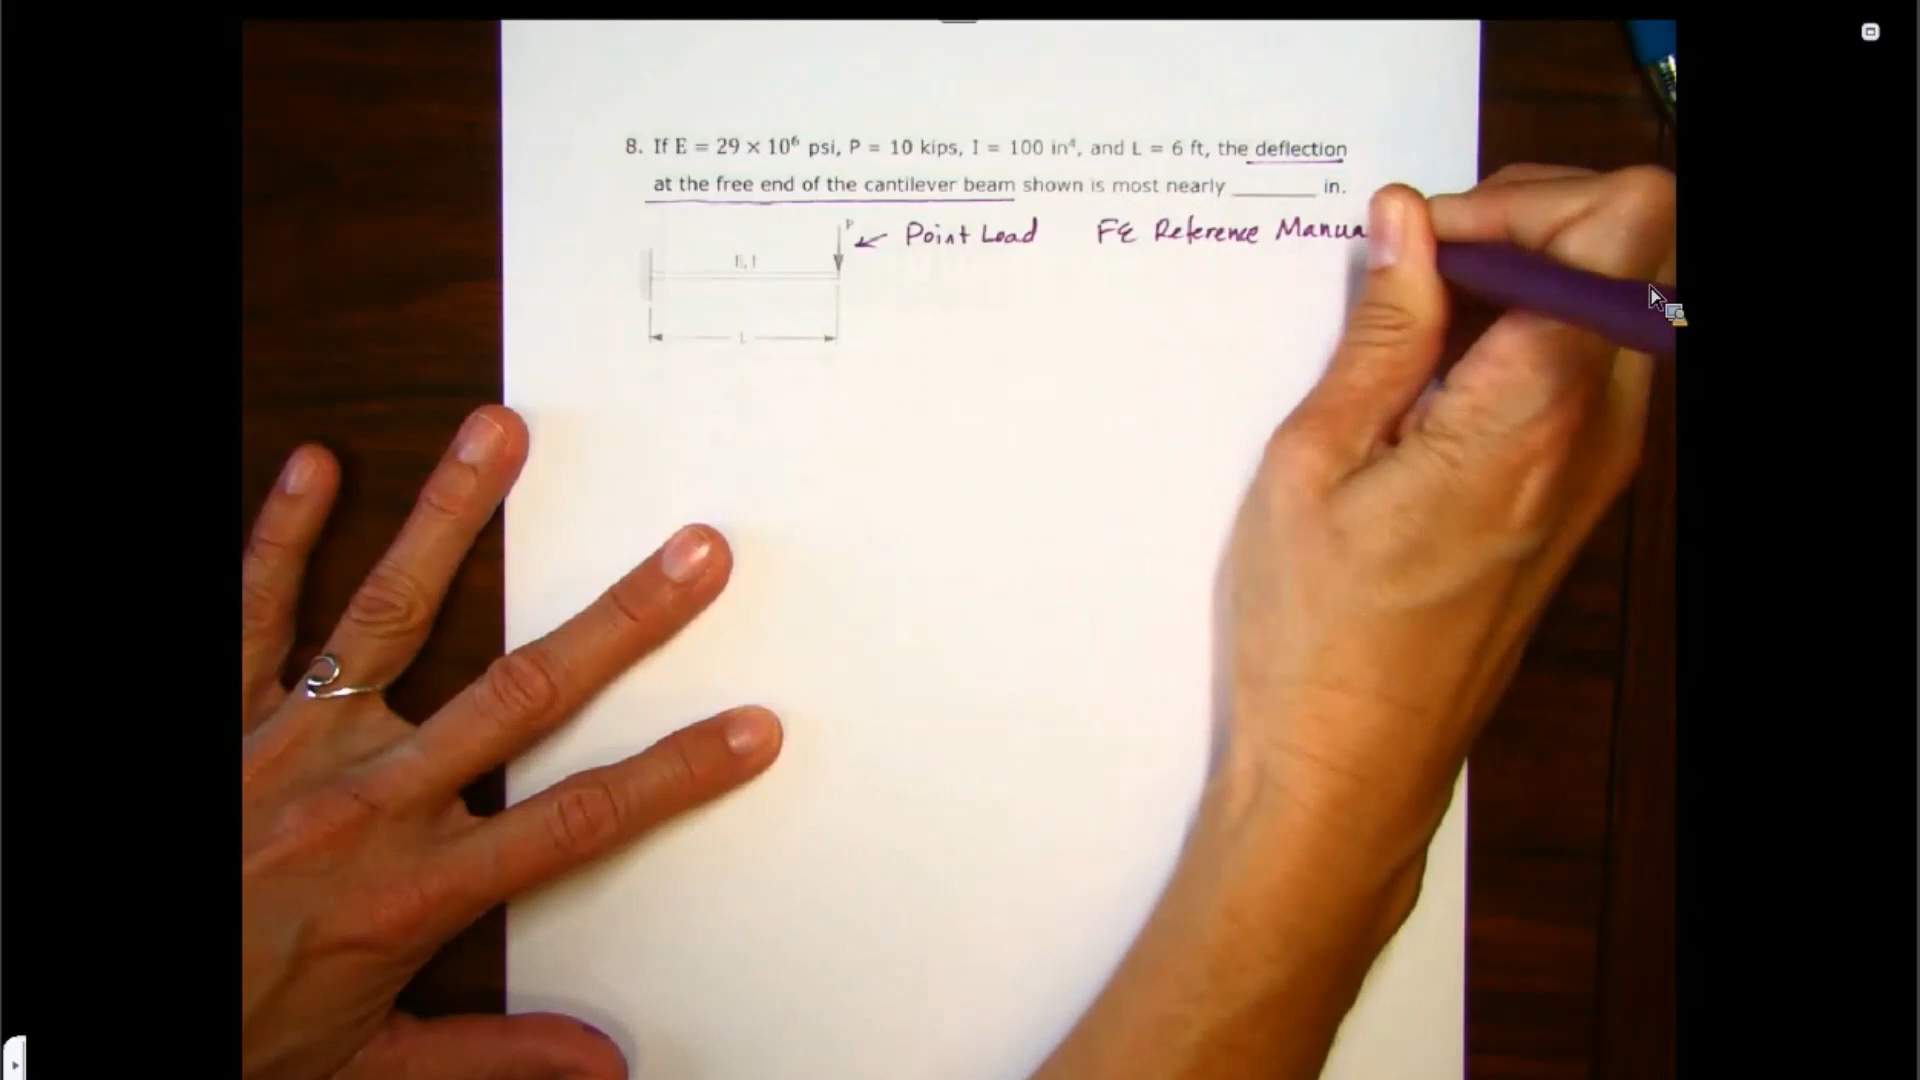 8. If E = 29 × 10⁶ psi, P = 10 kips, I = 100 in⁴, and L = 6 ft, the deflection
at the free end of the cantilever beam shown is most nearly ________ in.
P
Point Load FE Reference Manua
E, I
L